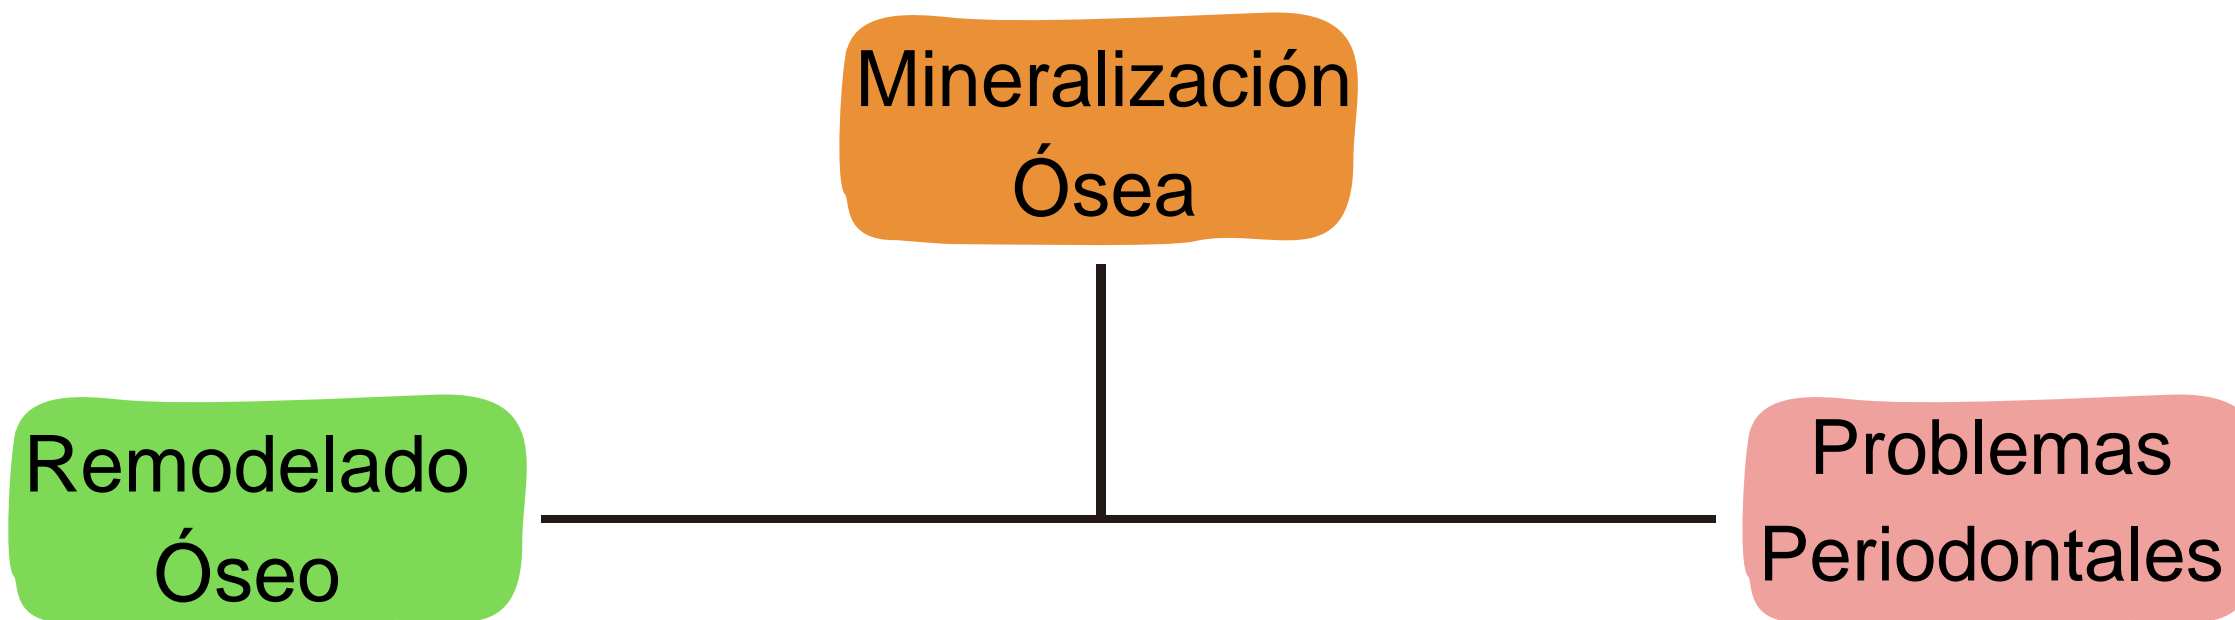 Mineralización
Ósea
Remodelado
Óseo
Problemas
Periodontales